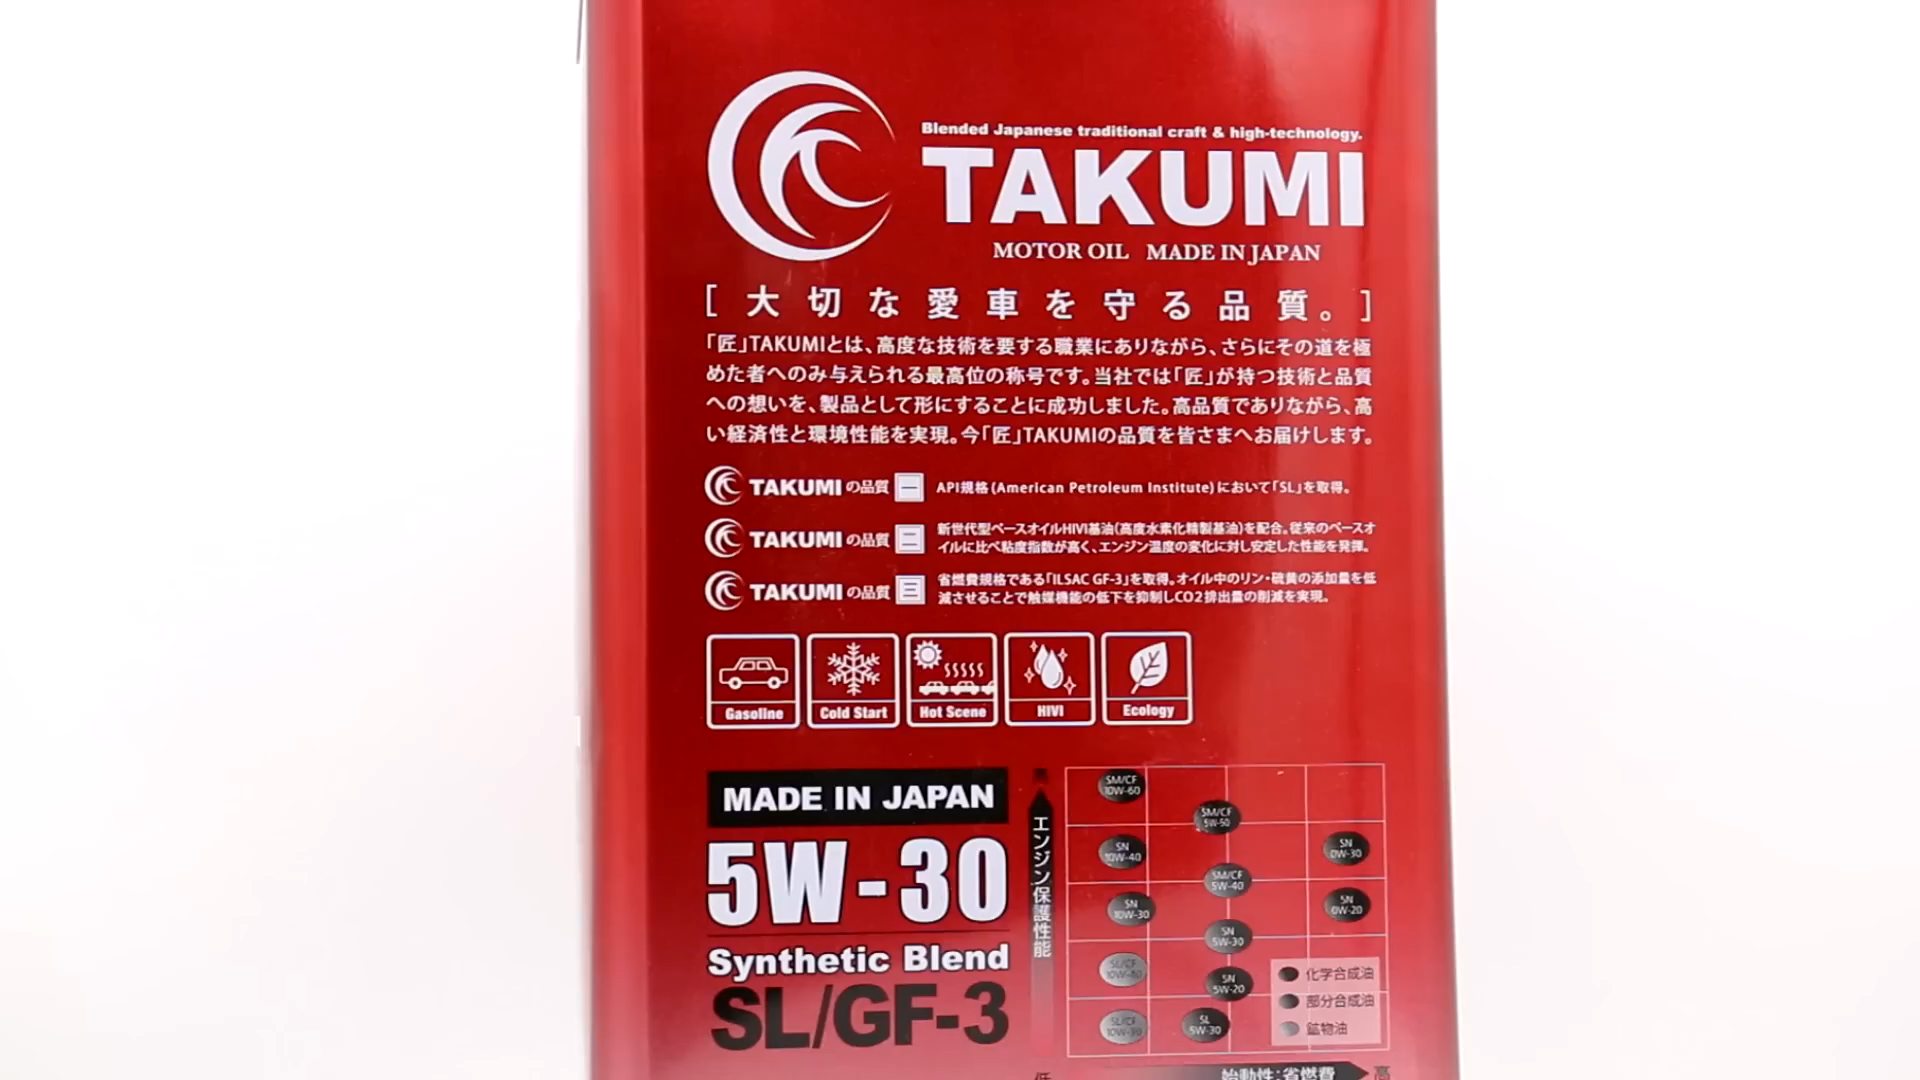 Blended Japanese traditional craft & high-technology.
TAKUMI
MOTOR OIL MADE IN JAPAN
[大切な愛車を守る品質。]
「匠」TAKUMIとは、高度な技術を要する職業にありながら、さらにその道を極
めた者へのみ与えられる最高位の称号です。当社では「匠」が持つ技術と品質
への想いを、製品として形にすることに成功しました。高品質でありながら、高
い経済性と環境性能を実現。今「匠」TAKUMIの品質を皆さまへお届けします。
TAKUMIの品質 一 API規格(American Petroleum Institute)において「SL」を取得。
TAKUMIの品質 二 新世代型ベースオイルHIVI基油(高度水素化精製基油)を配合。従来のベースオ
イルに比べ粘度指数が高く、エンジン温度の変化に対し安定した性能を発揮。
TAKUMIの品質 三 省燃費規格である「ILSAC GF-3」を取得。オイル中のリン・硫黄の添加量を低
減させることで触媒機能の低下を抑制しCO2排出量の削減を実現。
Gasoline
Cold Start
Hot Scene
HIVI
Ecology
MADE IN JAPAN
5W-30
Synthetic Blend
SL/GF-3
高
エンジン保護性能
低
SM/CF
10W-60
SM/CF
5W-50
SN
10W-40
SN
0W-30
SM/CF
5W-40
SN
10W-30
SN
0W-20
SN
5W-30
SL/CF
SN
5W-20
SL/CF
10W-30
SL
5W-30
化学合成油
部分合成油
鉱物油
始動性:省燃費
高